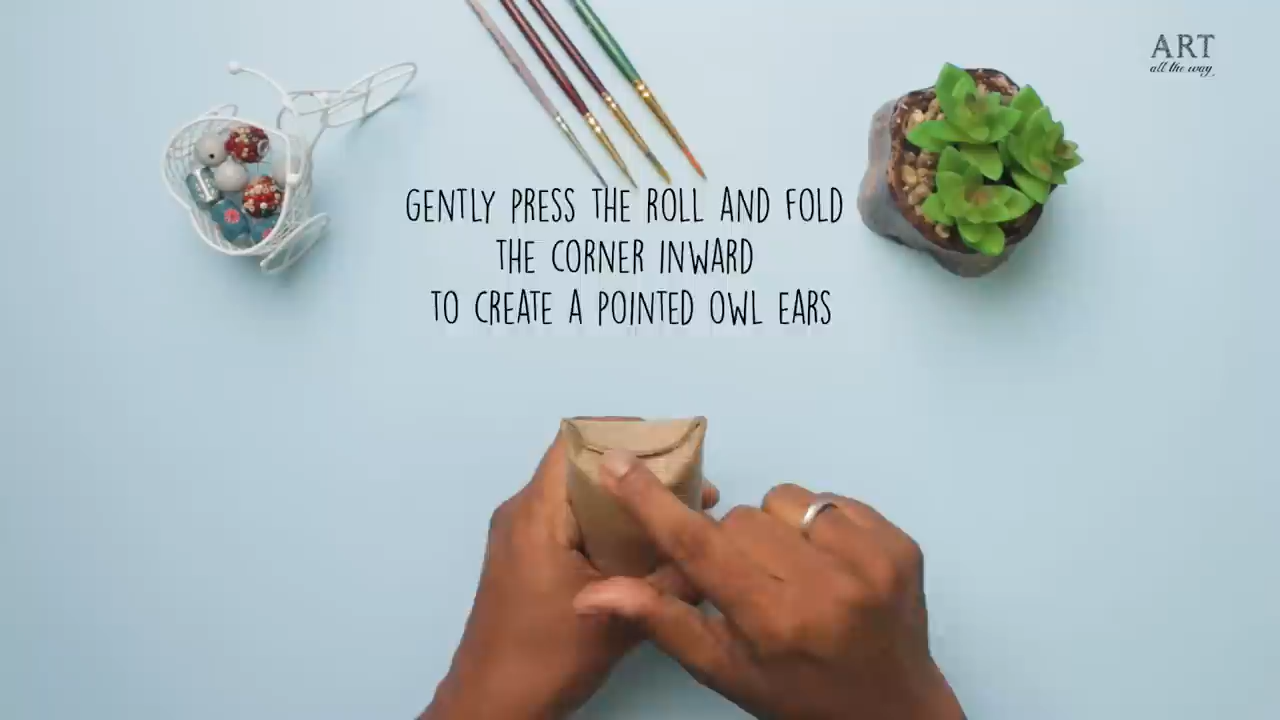 ART
all the way
GENTLY PRESS THE ROLL AND FOLD
THE CORNER INWARD
TO CREATE A POINTED OWL EARS